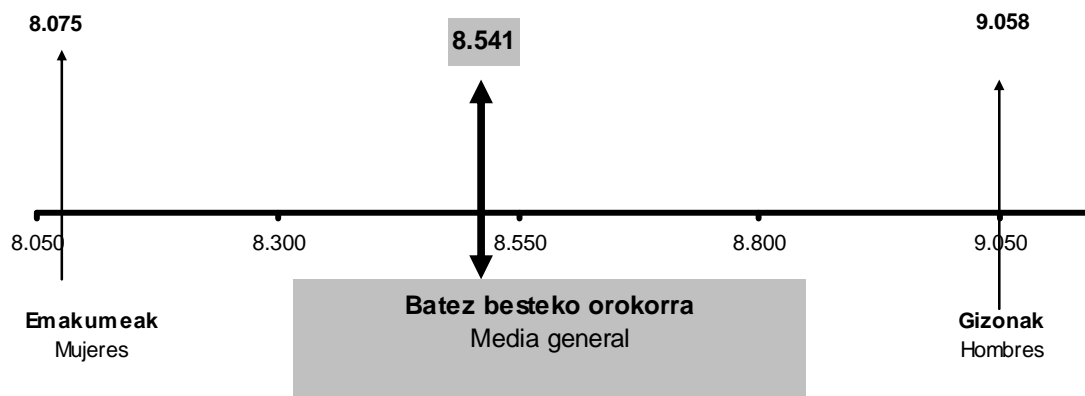 8.075
8.541
9.058
8.050
8.300
8.550
8.800
9.050
Emakumeak
Mujeres
Batez besteko orokorra
Media general
Gizonak
Hombres